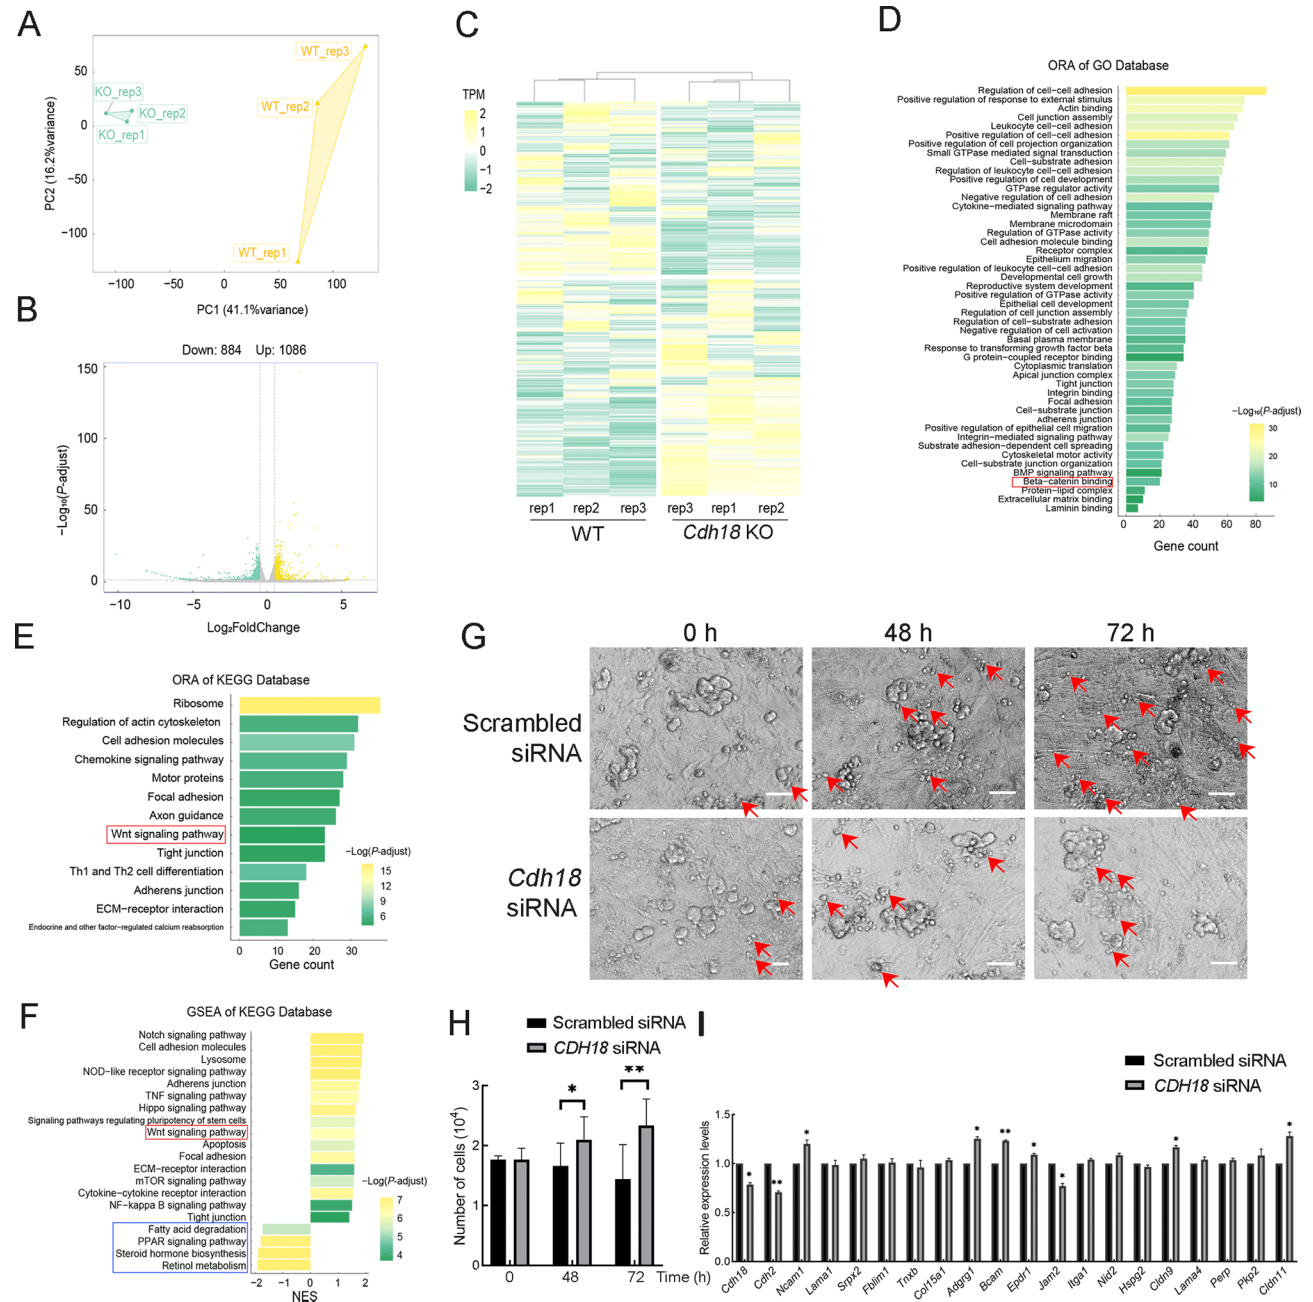 A
WT_rep3
WT_rep2
WT_rep1
KO_rep3
KO_rep2
KO_rep1
50
0
−50
−100
PC2 (16.2%variance)
−100
−50
0
50
100
PC1 (41.1%variance)
B
Down: 884 Up: 1086
150
100
50
0
−Log₁₀(P-adjust)
−10
−5
0
5
Log₂FoldChange
C
TPM
2
1
0
−1
−2
rep1 rep2 rep3 rep3 rep1 rep2
WT Cdh18 KO
D
ORA of GO Database
Regulation of cell−cell adhesion
Positive regulation of response to external stimulus
Actin binding
Cell junction assembly
Leukocyte cell−cell adhesion
Positive regulation of cell−cell adhesion
Positive regulation of cell projection organization
Small GTPase mediated signal transduction
Cell−substrate adhesion
Regulation of leukocyte cell−cell adhesion
Positive regulation of cell development
GTPase regulator activity
Negative regulation of cell adhesion
Cytokine−mediated signaling pathway
Membrane raft
Membrane microdomain
Regulation of GTPase activity
Cell adhesion molecule binding
Receptor complex
Epithelium migration
Positive regulation of leukocyte cell−cell adhesion
Developmental cell growth
Reproductive system development
Positive regulation of GTPase activity
Epithelial cell development
Regulation of cell junction assembly
Regulation of cell−substrate adhesion
Negative regulation of cell activation
Basal plasma membrane
Response to transforming growth factor beta
G protein−coupled receptor binding
Cytoplasmic translation
Apical junction complex
Tight junction
Integrin binding
Focal adhesion
Cell−substrate junction
Adherens junction
Positive regulation of epithelial cell migration
Integrin−mediated signaling pathway
Substrate adhesion−dependent cell spreading
Cytoskeletal motor activity
Cell−substrate junction organization
BMP signaling pathway
Beta−catenin binding
Protein−lipid complex
Extracellular matrix binding
Laminin binding
−Log₁₀(P-adjust)
30
20
10
0 20 40 60 80
Gene count
E
ORA of KEGG Database
Ribosome
Regulation of actin cytoskeleton
Cell adhesion molecules
Chemokine signaling pathway
Motor proteins
Focal adhesion
Axon guidance
Wnt signaling pathway
Tight junction
Th1 and Th2 cell differentiation
Adherens junction
ECM−receptor interaction
Endocrine and other factor−regulated calcium reabsorption
−Log(P-adjust)
15
12
9
6
0 10 20 30
Gene count
F
GSEA of KEGG Database
Notch signaling pathway
Cell adhesion molecules
Lysosome
NOD−like receptor signaling pathway
Adherens junction
TNF signaling pathway
Hippo signaling pathway
Signaling pathways regulating pluripotency of stem cells
Wnt signaling pathway
Apoptosis
Focal adhesion
ECM−receptor interaction
mTOR signaling pathway
Cytokine−cytokine receptor interaction
NF−kappa B signaling pathway
Tight junction
Fatty acid degradation
PPAR signaling pathway
Steroid hormone biosynthesis
Retinol metabolism
−Log(P-adjust)
7
6
5
4
−2 −1 0 1 2
NES
G
0 h 48 h 72 h
Scrambled
siRNA
Cdh18
siRNA
H
Scrambled siRNA
CDH18 siRNA
Number of cells (10⁴)
3
2
1
0
* **
0 48 72 Time (h)
I
Scrambled siRNA
CDH18 siRNA
Relative expression levels
1.5
1.0
0.5
0.0
* ** * * ** * * * *
Cdh18 Cdh2 Ncam1 Lama1 Srpx2 Fblim1 Tnxb Col15a1 Adgrg1 Bcam Epdr1 Jam2 Itga1 Nid2 Hspg2 Cldn9 Lama4 Perp Pkp2 Cldn11